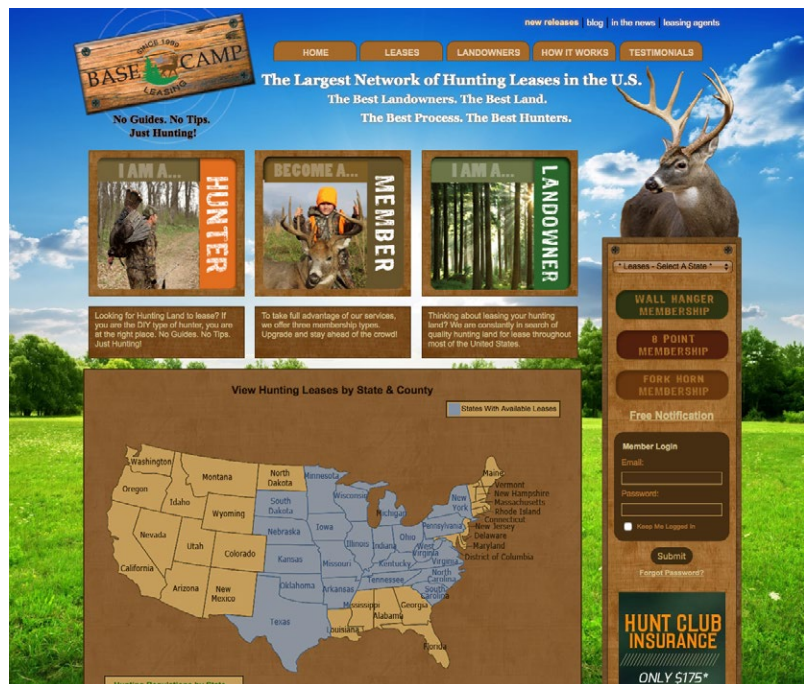 new releases | blog | in the news | leasing agents
SINCE 1999
BASE CAMP
LEASING
No Guides. No Tips.
Just Hunting!
HOME
LEASES
LANDOWNERS
HOW IT WORKS
TESTIMONIALS
The Largest Network of Hunting Leases in the U.S.
The Best Landowners. The Best Land.
The Best Process. The Best Hunters.
I AM A...
HUNTER
BECOME A...
MEMBER
I AM A...
LANDOWNER
Looking for Hunting Land to lease? If
you are the DIY type of hunter, you are
at the right place. No Guides. No Tips.
Just Hunting!
To take full advantage of our services,
we offer three membership types.
Upgrade and stay ahead of the crowd!
Thinking about leasing your hunting
land? We are constantly in search of
quality hunting land for lease throughout
most of the United States.
* Leases - Select A State *
WALL HANGER
MEMBERSHIP
8 POINT
MEMBERSHIP
FORK HORN
MEMBERSHIP
Free Notification
Member Login
Email:
Password:
Keep Me Logged In
Submit
Forgot Password?
HUNT CLUB
INSURANCE
ONLY $175*
View Hunting Leases by State & County
States With Available Leases
Washington
Oregon
California
Nevada
Idaho
Montana
Wyoming
Utah
Arizona
Colorado
New
Mexico
North
Dakota
South
Dakota
Nebraska
Kansas
Oklahoma
Texas
Minnesota
Iowa
Missouri
Arkansas
Louisiana
Wisconsin
Illinois
Michigan
Indiana
Ohio
Kentucky
Tennessee
Mississippi
Alabama
Georgia
Florida
South
Carolina
North
Carolina
Virginia
West
Virginia
Pennsylvania
New
York
Maine
Vermont
New Hampshire
Massachusetts
Rhode Island
Connecticut
New Jersey
Delaware
Maryland
District of Columbia
Hunting Regulations by State